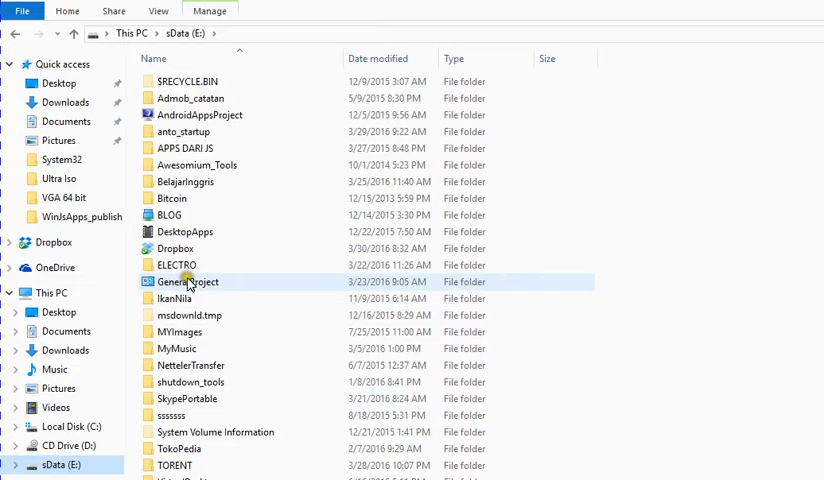 File Home Share View Manage
This PC > sData (E:) >
Name Date modified Type Size
Quick access
Desktop
Downloads
Documents
Pictures
System32
Ultra Iso
VGA 64 bit
WinJsApps_publish
Dropbox
OneDrive
This PC
Desktop
Documents
Downloads
Music
Pictures
Videos
Local Disk (C:)
CD Drive (D:)
sData (E:)
$RECYCLE.BIN 12/9/2015 3:07 AM File folder
Admob_catatan 5/9/2015 8:30 PM File folder
AndroidAppsProject 12/5/2015 9:56 AM File folder
anto_startup 3/29/2016 9:22 AM File folder
APPS DARI JS 3/27/2015 8:48 PM File folder
Awesomium_Tools 10/1/2014 5:23 PM File folder
BelajarInggris 3/25/2016 11:40 AM File folder
Bitcoin 12/15/2013 5:59 PM File folder
BLOG 12/14/2015 3:30 PM File folder
DesktopApps 12/22/2015 7:50 AM File folder
Dropbox 3/30/2016 8:32 AM File folder
ELECTRO 3/22/2016 11:26 AM File folder
GeneralProject 3/23/2016 9:05 AM File folder
IkanNila 11/9/2015 6:14 AM File folder
msdownld.tmp 12/16/2015 8:29 AM File folder
MYImages 7/25/2015 11:00 AM File folder
MyMusic 3/5/2016 1:00 PM File folder
NettelerTransfer 6/7/2015 12:37 AM File folder
shutdown_tools 1/8/2016 8:41 PM File folder
SkypePortable 3/21/2016 8:24 AM File folder
sssssss 8/18/2015 5:31 PM File folder
System Volume Information 12/21/2015 1:41 PM File folder
TokoPedia 2/7/2016 9:29 AM File folder
TORENT 3/28/2016 10:07 PM File folder